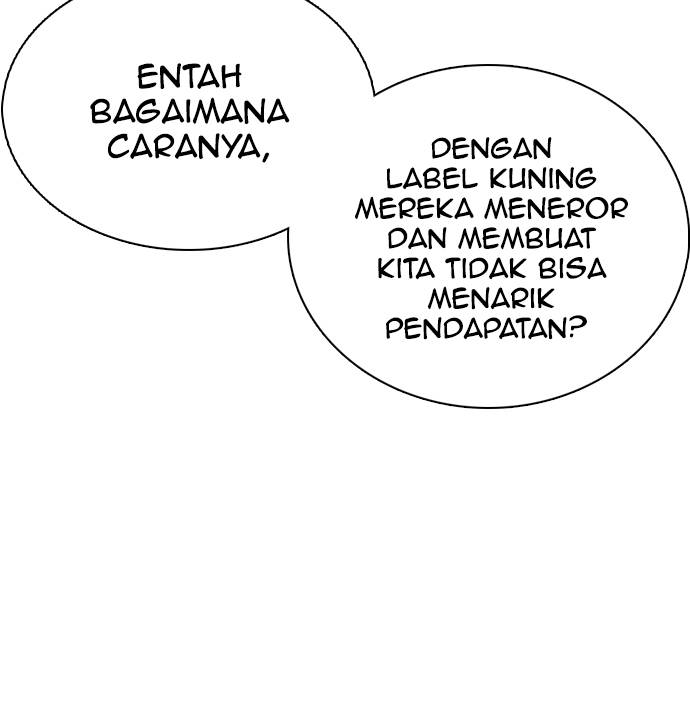 ENTAH
BAGAIMANA
CARANYA,
DENGAN
LABEL KUNING
MEREKA MENEROR
DAN MEMBUAT
KITA TIDAK BISA
MENARIK
PENDAPATAN?